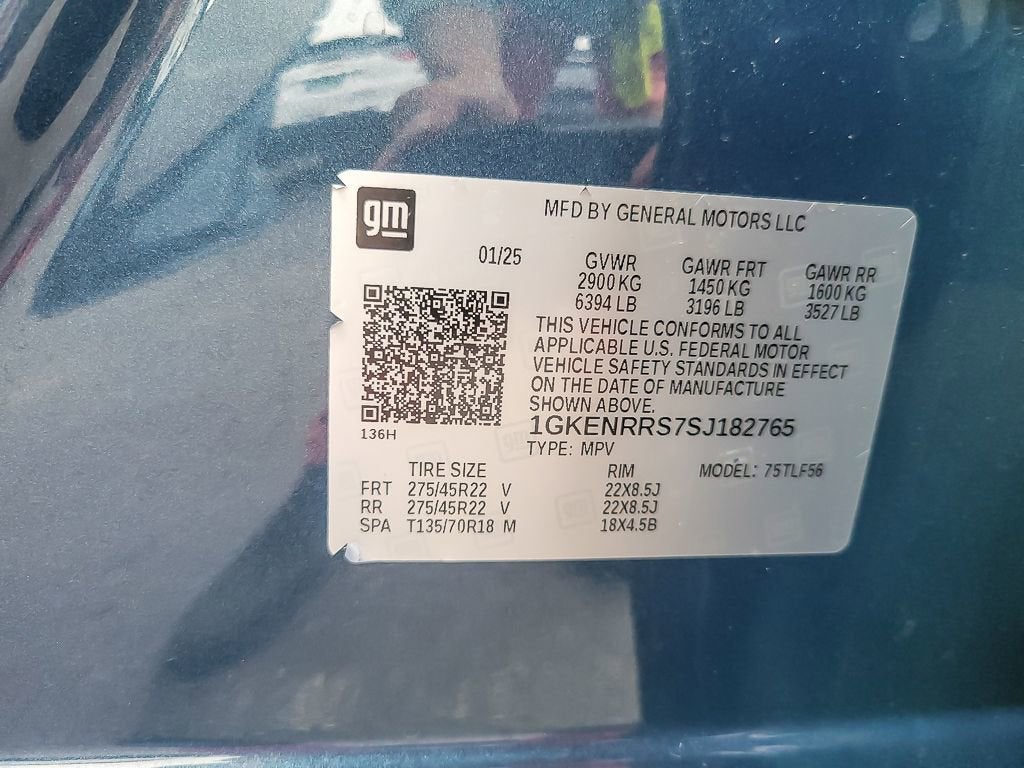 gm
MFD BY GENERAL MOTORS LLC
01/25
GVWR GAWR FRT GAWR RR
2900 KG 1450 KG 1600 KG
6394 LB 3196 LB 3527 LB
THIS VEHICLE CONFORMS TO ALL
APPLICABLE U.S. FEDERAL MOTOR
VEHICLE SAFETY STANDARDS IN EFFECT
ON THE DATE OF MANUFACTURE
SHOWN ABOVE.
136H
1GKENRRS7SJ182765
TYPE: MPV
TIRE SIZE RIM MODEL: 75TLF56
FRT 275/45R22 V 22X8.5J
RR 275/45R22 V 22X8.5J
SPA T135/70R18 M 18X4.5B